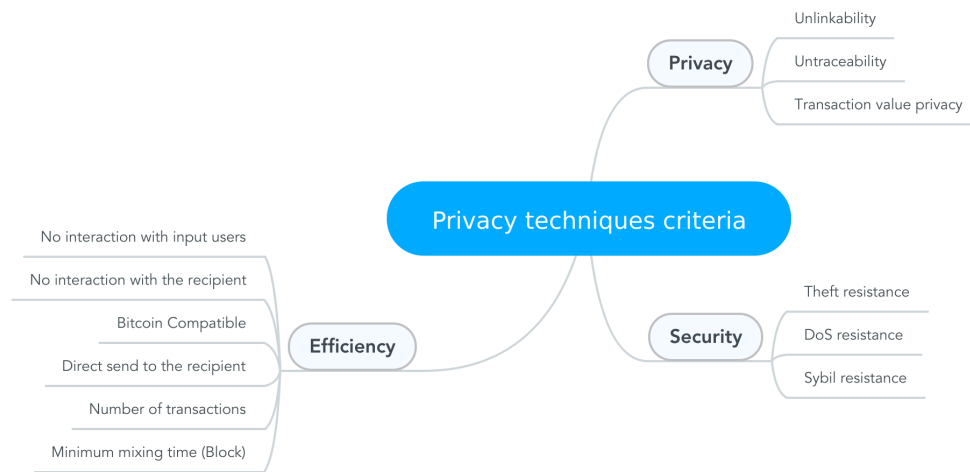 Privacy techniques criteria
Privacy
Unlinkability
Untraceability
Transaction value privacy
Security
Theft resistance
DoS resistance
Sybil resistance
Efficiency
No interaction with input users
No interaction with the recipient
Bitcoin Compatible
Direct send to the recipient
Number of transactions
Minimum mixing time (Block)